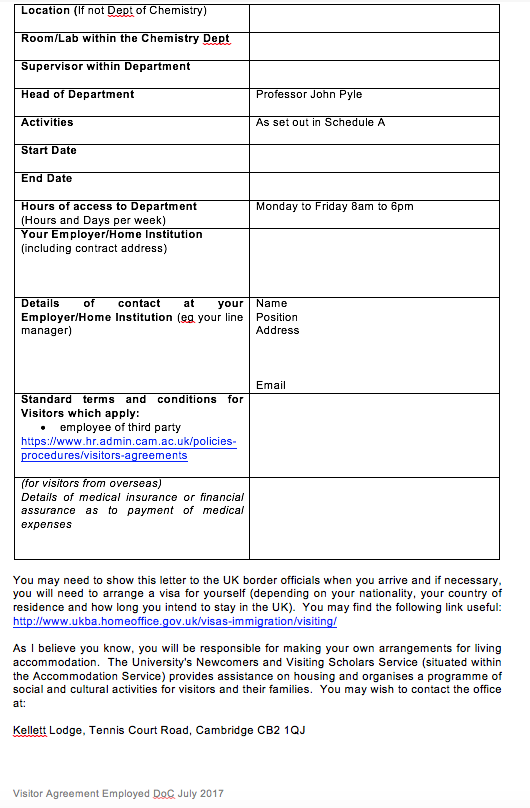 Location (If not Dept of Chemistry)
Room/Lab within the Chemistry Dept
Supervisor within Department
Head of Department Professor John Pyle
Activities As set out in Schedule A
Start Date
End Date
Hours of access to Department Monday to Friday 8am to 6pm
(Hours and Days per week)
Your Employer/Home Institution
(including contract address)
Details of contact at your Name
Employer/Home Institution (eg your line Position
manager) Address
Email
Standard terms and conditions for
Visitors which apply:
• employee of third party
https://www.hr.admin.cam.ac.uk/policies-
procedures/visitors-agreements
(for visitors from overseas)
Details of medical insurance or financial
assurance as to payment of medical
expenses
You may need to show this letter to the UK border officials when you arrive and if necessary,
you will need to arrange a visa for yourself (depending on your nationality, your country of
residence and how long you intend to stay in the UK). You may find the following link useful:
http://www.ukba.homeoffice.gov.uk/visas-immigration/visiting/
As I believe you know, you will be responsible for making your own arrangements for living
accommodation. The University's Newcomers and Visiting Scholars Service (situated within
the Accommodation Service) provides assistance on housing and organises a programme of
social and cultural activities for visitors and their families. You may wish to contact the office
at:
Kellett Lodge, Tennis Court Road, Cambridge CB2 1QJ
Visitor Agreement Employed DoC July 2017